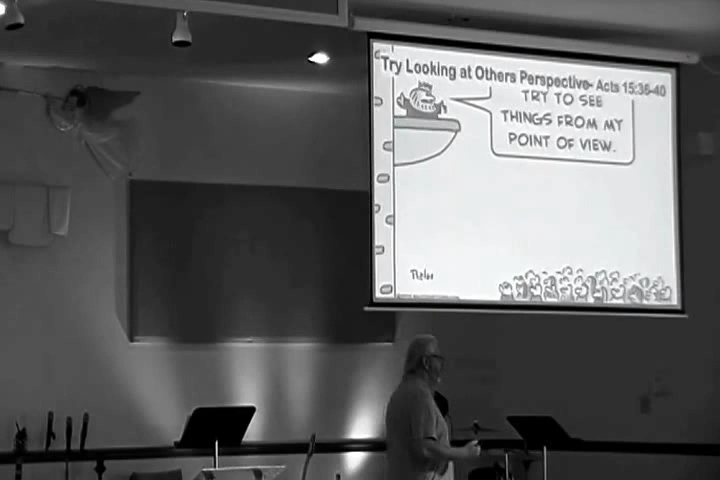 Try Looking at Others Perspective- Acts 15:36-40
TRY TO SEE
THINGS FROM MY
POINT OF VIEW.